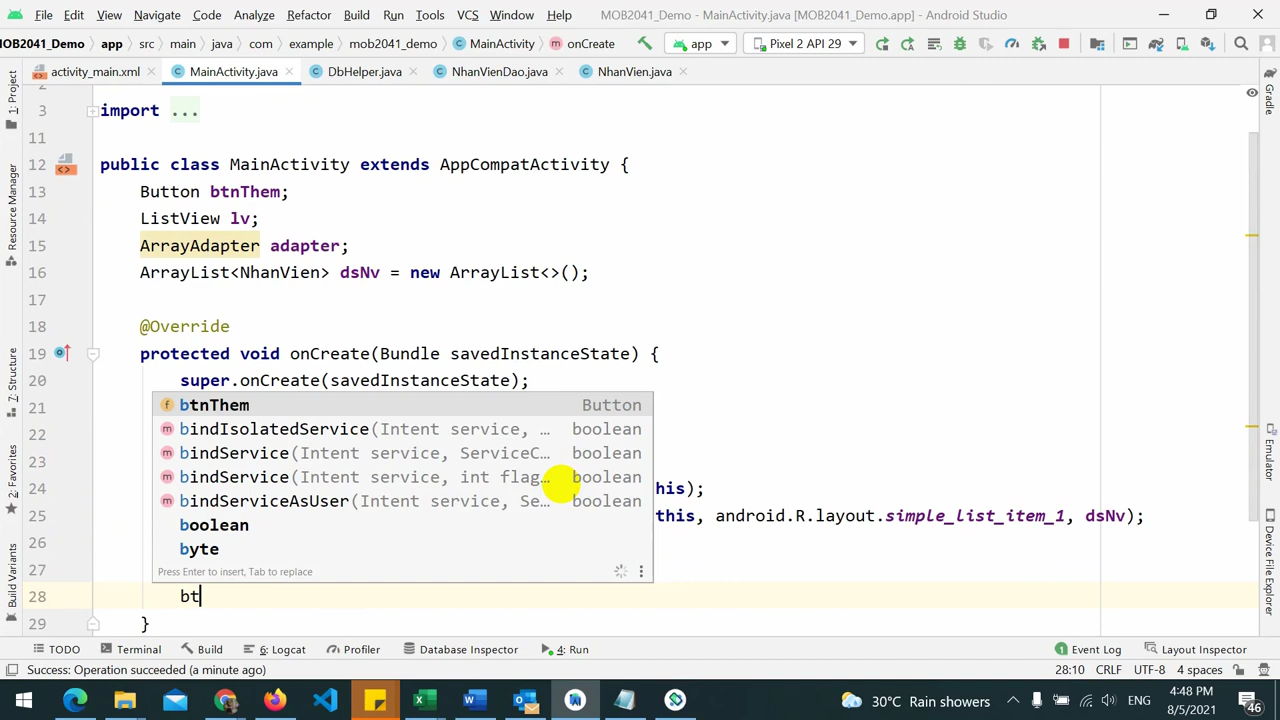 File Edit View Navigate Code Analyze Refactor Build Run Tools VCS Window Help MOB2041_Demo - MainActivity.java [MOB2041_Demo.app] - Android Studio
OB2041_Demo app src main java com example mob2041_demo MainActivity onCreate app Pixel 2 API 29
activity_main.xml MainActivity.java DbHelper.java NhanVienDao.java NhanVien.java
1: Project
Resource Manager
7: Structure
2: Favorites
Build Variants
2
3 import ...
11
12 public class MainActivity extends AppCompatActivity {
13 Button btnThem;
14 ListView lv;
15 ArrayAdapter adapter;
16 ArrayList<NhanVien> dsNv = new ArrayList<>();
17
18 @Override
19 protected void onCreate(Bundle savedInstanceState) {
20 super.onCreate(savedInstanceState);
21
22
23
24 his);
25 this, android.R.layout.simple_list_item_1, dsNv);
26
27
28 bt
29 }
btnThem Button
bindIsolatedService(Intent service, … boolean
bindService(Intent service, ServiceC… boolean
bindService(Intent service, int flag… boolean
bindServiceAsUser(Intent service, Se… boolean
boolean
byte
Press Enter to insert, Tab to replace
Gradle
Emulator
Device File Explorer
TODO Terminal Build 6: Logcat Profiler Database Inspector 4: Run 1 Event Log Layout Inspector
Success: Operation succeeded (a minute ago) 28:10 CRLF UTF-8 4 spaces
30°C Rain showers ENG 4:48 PM
8/5/2021 46